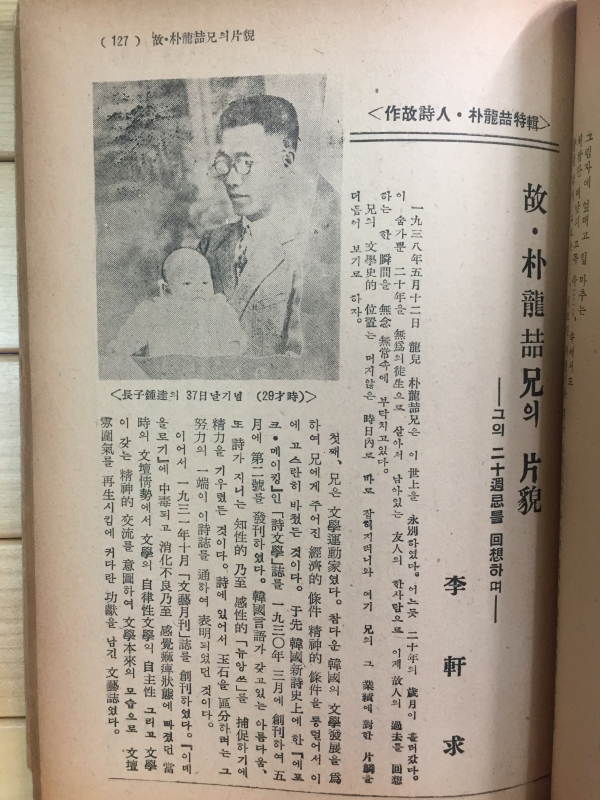 ( 127 ) 故•朴龍喆兄의片貌
<作故詩人•朴龍喆特輯>
故•朴龍喆兄의 片貌
——그의 二十週忌를 回想하며——
李軒求
一九三八年五月十二日 龍兒 朴龍喆兄은 이 世上을 永別하였다。어느듯 二十年의 歲月이 흘러갔다。
이 숨가뿐 二十年을 無爲의徒生으로 살아서 남아있는 友人의 한사람으로 이제 故人의 過去를 回想
하는 한 瞬間을 無念 無常속에 부닥치고있다。
兄의 文學史的 位置는 머지않은 時日內로 바로 잡히지려니와 여기 兄의 그 業績에 對한 片鱗을
더듬어 보기로 하자。
<長子鍾達의 37日날기념 (29才時)>
첫째、兄은 文學運動家였다。참다운 韓國의 文學發展을 爲
하여 兄에게 주어진 經濟的 條件 精神的 條件을 통털어서 이
에 고스란히 바쳤든 것이다。于先 韓國新詩史上에 한「에포
크•메이킹」인「詩文學」誌를 一九三○年 三月에 創刊하여 五
月에 第二號를 發刊하였다。韓國言語가 갖고있는 아름다움、
또 詩가 지니는 知性的 乃至 感性的「뉴앙쓰」를 捕促하기에
精力을 기우렸든 것이다。詩에 있어서 玉石을 區分하려는 그
努力의 一端이 이詩誌를 通하여 表明되었던 것이다。
이어서 一九三一年十月「文藝月刊」誌를 創刊하였다。『이데
올로기』에 中毒되고 消化不良乃至 感覺痲痺狀態에 빠졌던 當
時의 文壇情勢에서 文學의 自律性文學의 自主性 그리고 文學
이 갖는 精神的 交流를 意圖하여 文學本來의 모습으로 文壇
雰圍氣를 再生시킴에 커다란 功獻을 남긴 文藝誌였다。